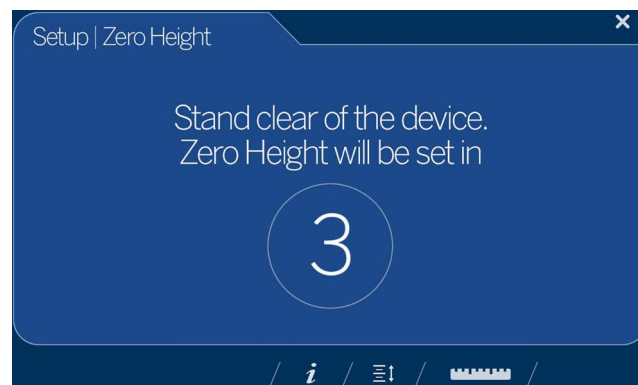 Setup | Zero Height
Stand clear of the device.
Zero Height will be set in
3
i